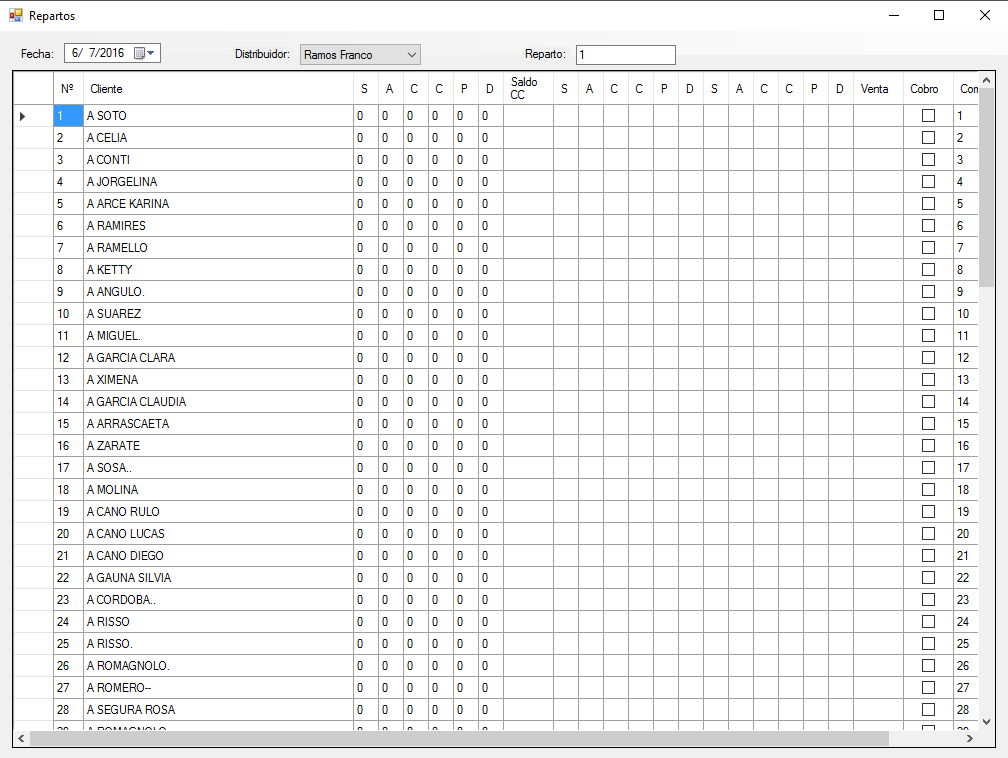 Repartos
Fecha: 6/ 7/2016 Distribuidor: Ramos Franco Reparto: 1
Nº Cliente S A C C P D Saldo CC S A C C P D S A C C P D Venta Cobro Con
1 A SOTO 0 0 0 0 0 0 1
2 A CELIA 0 0 0 0 0 0 2
3 A CONTI 0 0 0 0 0 0 3
4 A JORGELINA 0 0 0 0 0 0 4
5 A ARCE KARINA 0 0 0 0 0 0 5
6 A RAMIRES 0 0 0 0 0 0 6
7 A RAMELLO 0 0 0 0 0 0 7
8 A KETTY 0 0 0 0 0 0 8
9 A ANGULO. 0 0 0 0 0 0 9
10 A SUAREZ 0 0 0 0 0 0 10
11 A MIGUEL. 0 0 0 0 0 0 11
12 A GARCIA CLARA 0 0 0 0 0 0 12
13 A XIMENA 0 0 0 0 0 0 13
14 A GARCIA CLAUDIA 0 0 0 0 0 0 14
15 A ARRASCAETA 0 0 0 0 0 0 15
16 A ZARATE 0 0 0 0 0 0 16
17 A SOSA.. 0 0 0 0 0 0 17
18 A MOLINA 0 0 0 0 0 0 18
19 A CANO RULO 0 0 0 0 0 0 19
20 A CANO LUCAS 0 0 0 0 0 0 20
21 A CANO DIEGO 0 0 0 0 0 0 21
22 A GAUNA SILVIA 0 0 0 0 0 0 22
23 A CORDOBA.. 0 0 0 0 0 0 23
24 A RISSO 0 0 0 0 0 0 24
25 A RISSO. 0 0 0 0 0 0 25
26 A ROMAGNOLO. 0 0 0 0 0 0 26
27 A ROMERO-- 0 0 0 0 0 0 27
28 A SEGURA ROSA 0 0 0 0 0 0 28
29 A ROMAGNOLO 0 0 0 0 0 0 29